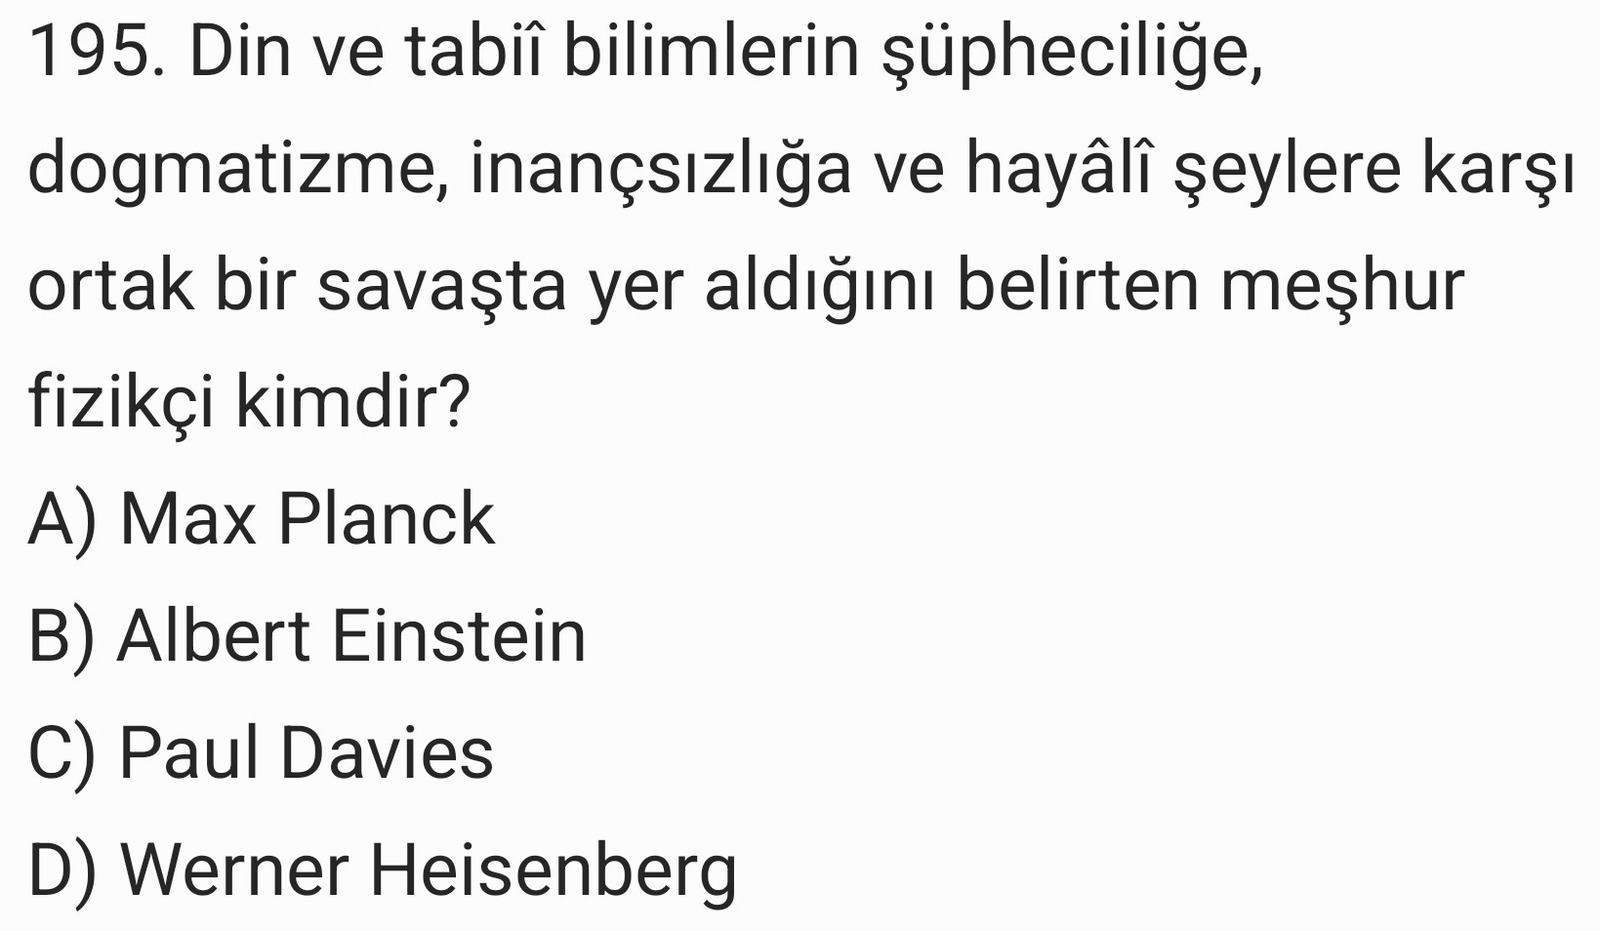 195. Din ve tabiî bilimlerin şüpheciliğe,
dogmatizme, inançsızlığa ve hayâlî şeylere karşı
ortak bir savaşta yer aldığını belirten meşhur
fizikçi kimdir?
A) Max Planck
B) Albert Einstein
C) Paul Davies
D) Werner Heisenberg